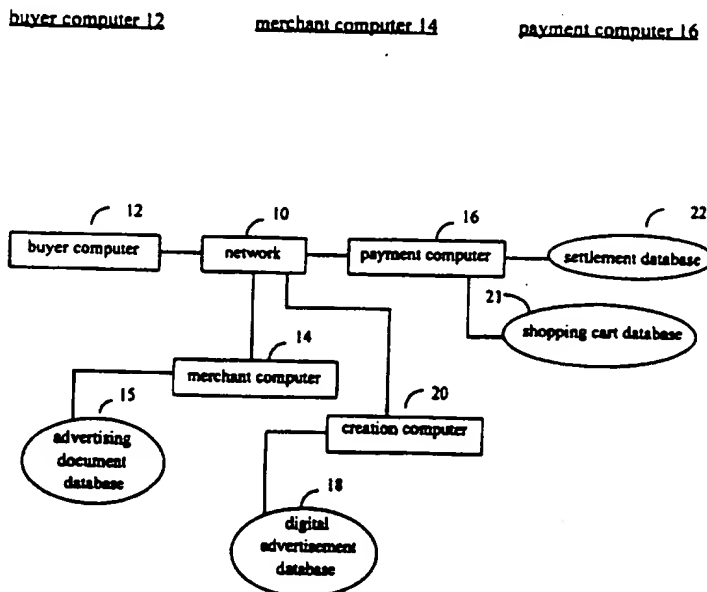 buyer computer 12 merchant computer 14 payment computer 16
12 10 16 22
buyer computer network payment computer settlement database
21
shopping cart database
14
merchant computer
15
advertising
document
database
20
creation computer
18
digital
advertisement
database